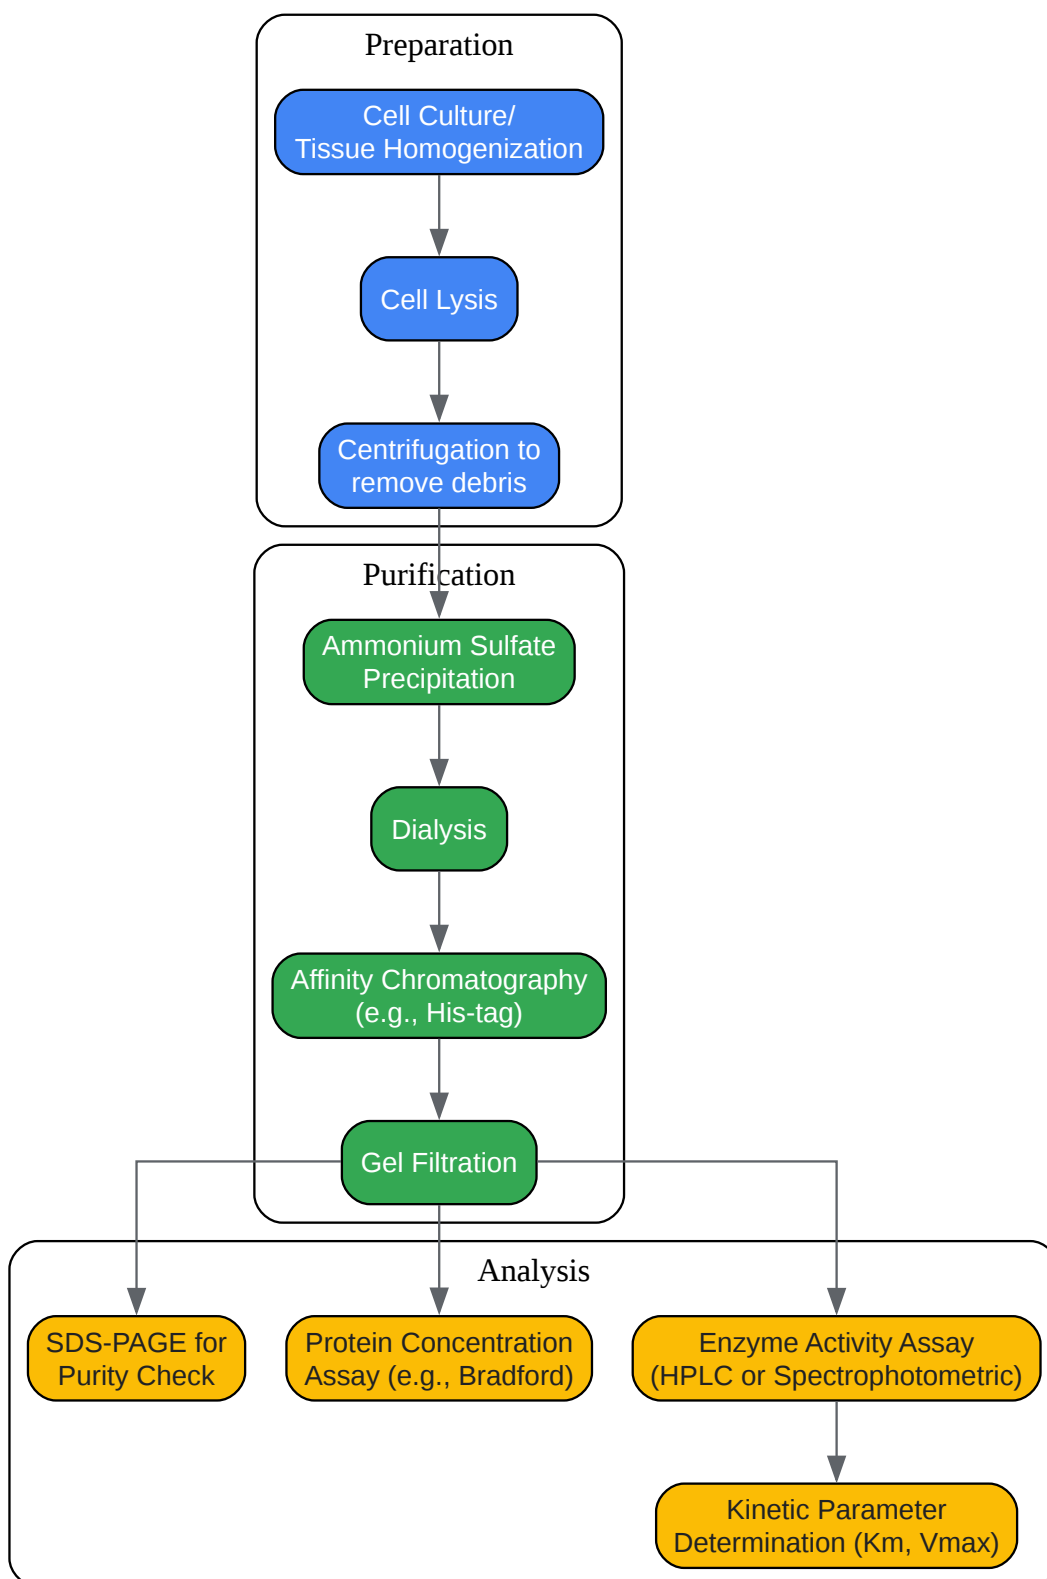 Preparation
Cell Culture/
Tissue Homogenization
Cell Lysis
Centrifugation to
remove debris
Purification
Ammonium Sulfate
Precipitation
Dialysis
Affinity Chromatography
(e.g., His-tag)
Gel Filtration
Analysis
SDS-PAGE for
Purity Check
Protein Concentration
Assay (e.g., Bradford)
Enzyme Activity Assay
(HPLC or Spectrophotometric)
Kinetic Parameter
Determination (Km, Vmax)